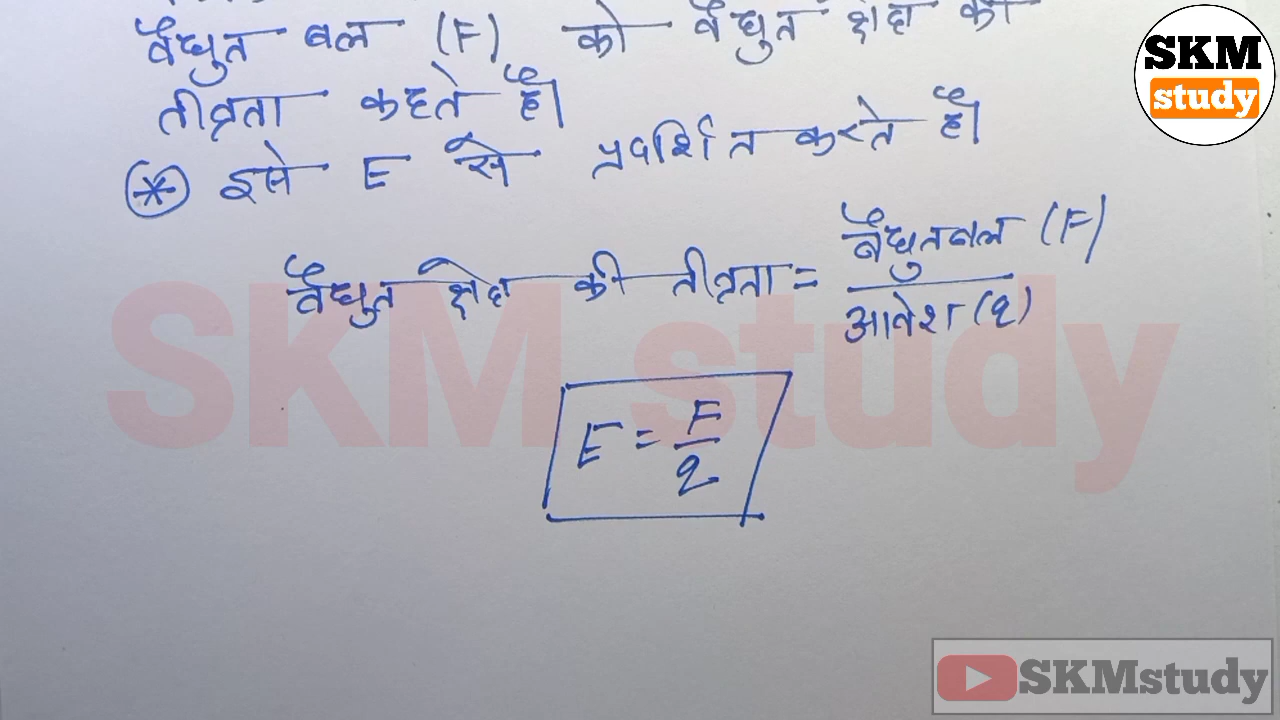 वैद्युत बल (F) को वैद्युत क्षेत्र की
तीव्रता कहते है।
* इसे E से प्रदर्शित करते है।
वैद्युत क्षेत्र की तीव्रता = वैद्युतबल (F)
आवेश (q)
E = F
q
SKM
study
SKM study
SKMstudy